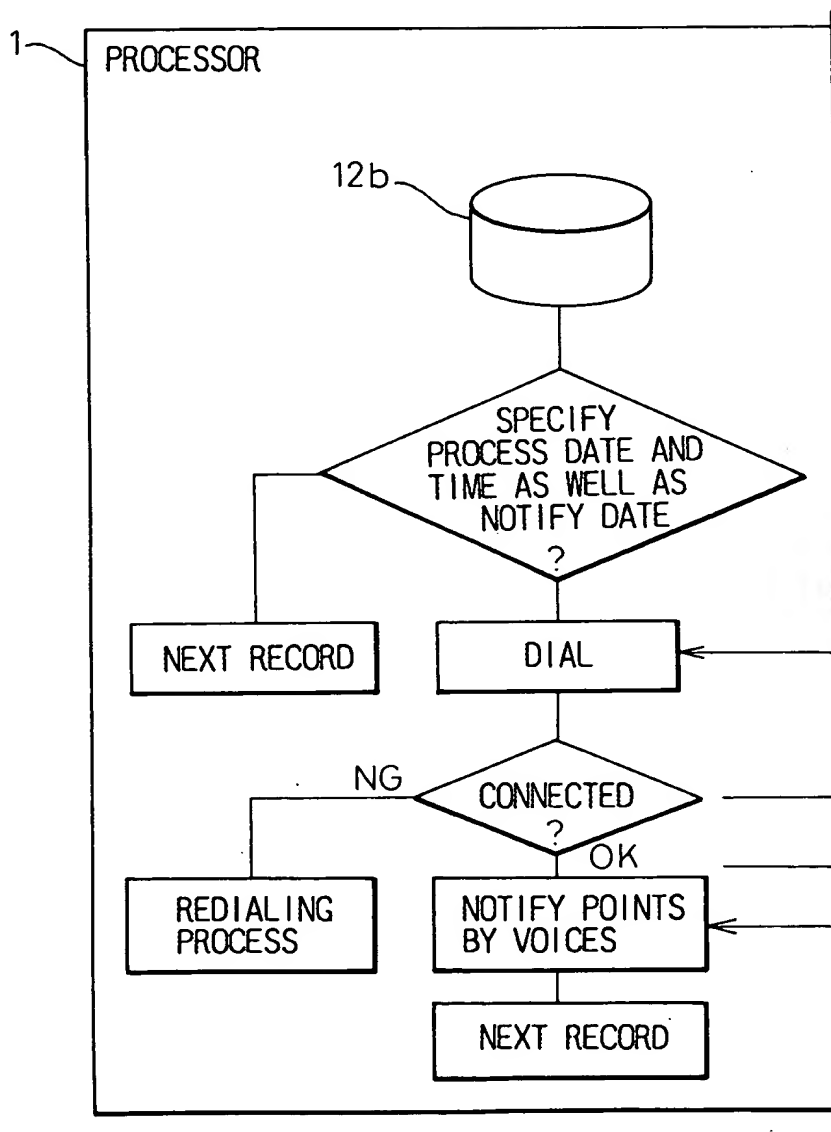 1
PROCESSOR
12b
SPECIFY
PROCESS DATE AND
TIME AS WELL AS
NOTIFY DATE
?
NEXT RECORD
DIAL
NG
CONNECTED
?
OK
REDIALING
PROCESS
NOTIFY POINTS
BY VOICES
NEXT RECORD